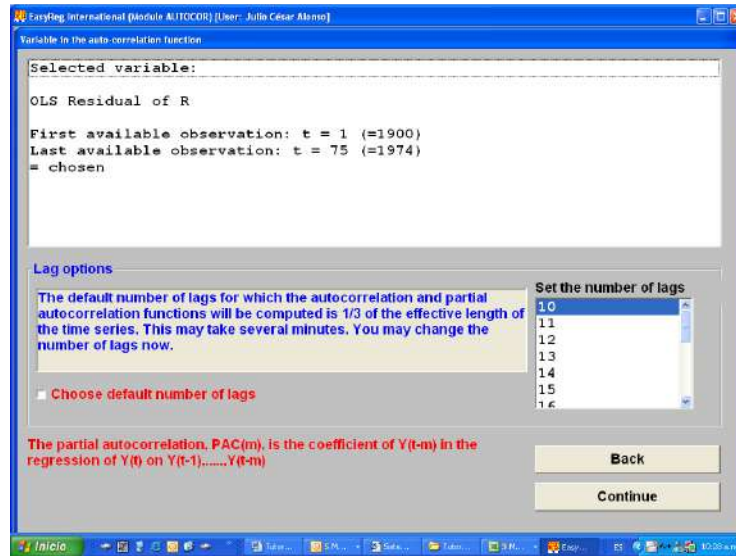 EasyReg International (Module AUTOCOR) [User: Julio César Alonso]
Variable in the auto-correlation function
Selected variable:
OLS Residual of R
First available observation: t = 1 (=1900)
Last available observation: t = 75 (=1974)
= chosen
Lag options
The default number of lags for which the autocorrelation and partial
autocorrelation functions will be computed is 1/3 of the effective length of
the time series. This may take several minutes. You may change the
number of lags now.
Choose default number of lags
Set the number of lags
10
11
12
13
14
15
16
The partial autocorrelation, PAC(m), is the coefficient of Y(t-m) in the
regression of Y(t) on Y(t-1)......Y(t-m)
Back
Continue
Inicio
ES